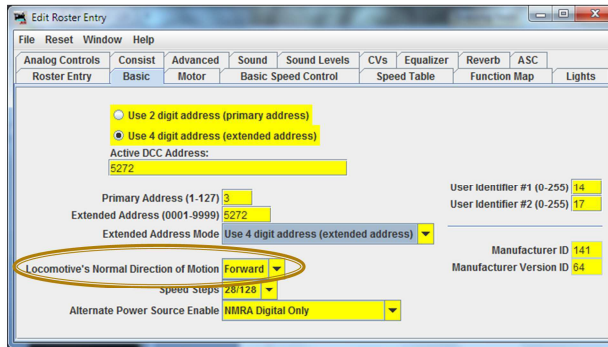 Edit Roster Entry
File Reset Window Help
Analog Controls Consist Advanced Sound Sound Levels CVs Equalizer Reverb ASC
Roster Entry Basic Motor Basic Speed Control Speed Table Function Map Lights
Use 2 digit address (primary address)
Use 4 digit address (extended address)
Active DCC Address:
5272
Primary Address (1-127) 3
Extended Address (0001-9999) 5272
Extended Address Mode Use 4 digit address (extended address)
Locomotive's Normal Direction of Motion Forward
Speed Steps 28/128
Alternate Power Source Enable NMRA Digital Only
User Identifier #1 (0-255) 14
User Identifier #2 (0-255) 17
Manufacturer ID 141
Manufacturer Version ID 64